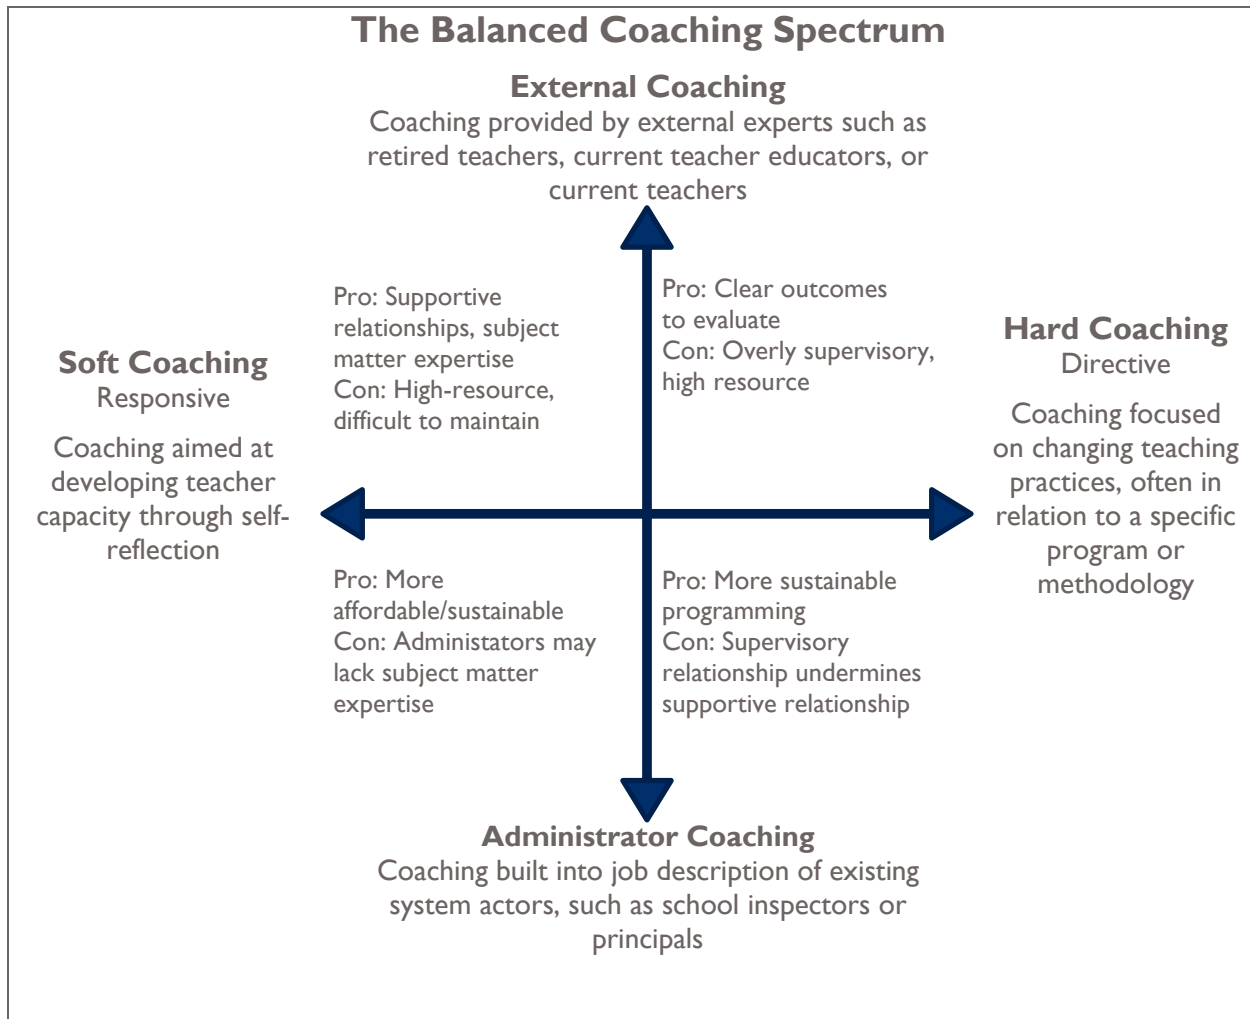 The Balanced Coaching Spectrum
External Coaching
Coaching provided by external experts such as
retired teachers, current teacher educators, or
current teachers
Pro: Supportive
relationships, subject
matter expertise
Con: High-resource,
difficult to maintain
Pro: Clear outcomes
to evaluate
Con: Overly supervisory,
high resource
Soft Coaching
Responsive
Coaching aimed at
developing teacher
capacity through self-
reflection
Hard Coaching
Directive
Coaching focused
on changing teaching
practices, often in
relation to a specific
program or
methodology
Pro: More
affordable/sustainable
Con: Administators may
lack subject matter
expertise
Pro: More sustainable
programming
Con: Supervisory
relationship undermines
supportive relationship
Administrator Coaching
Coaching built into job description of existing
system actors, such as school inspectors or
principals